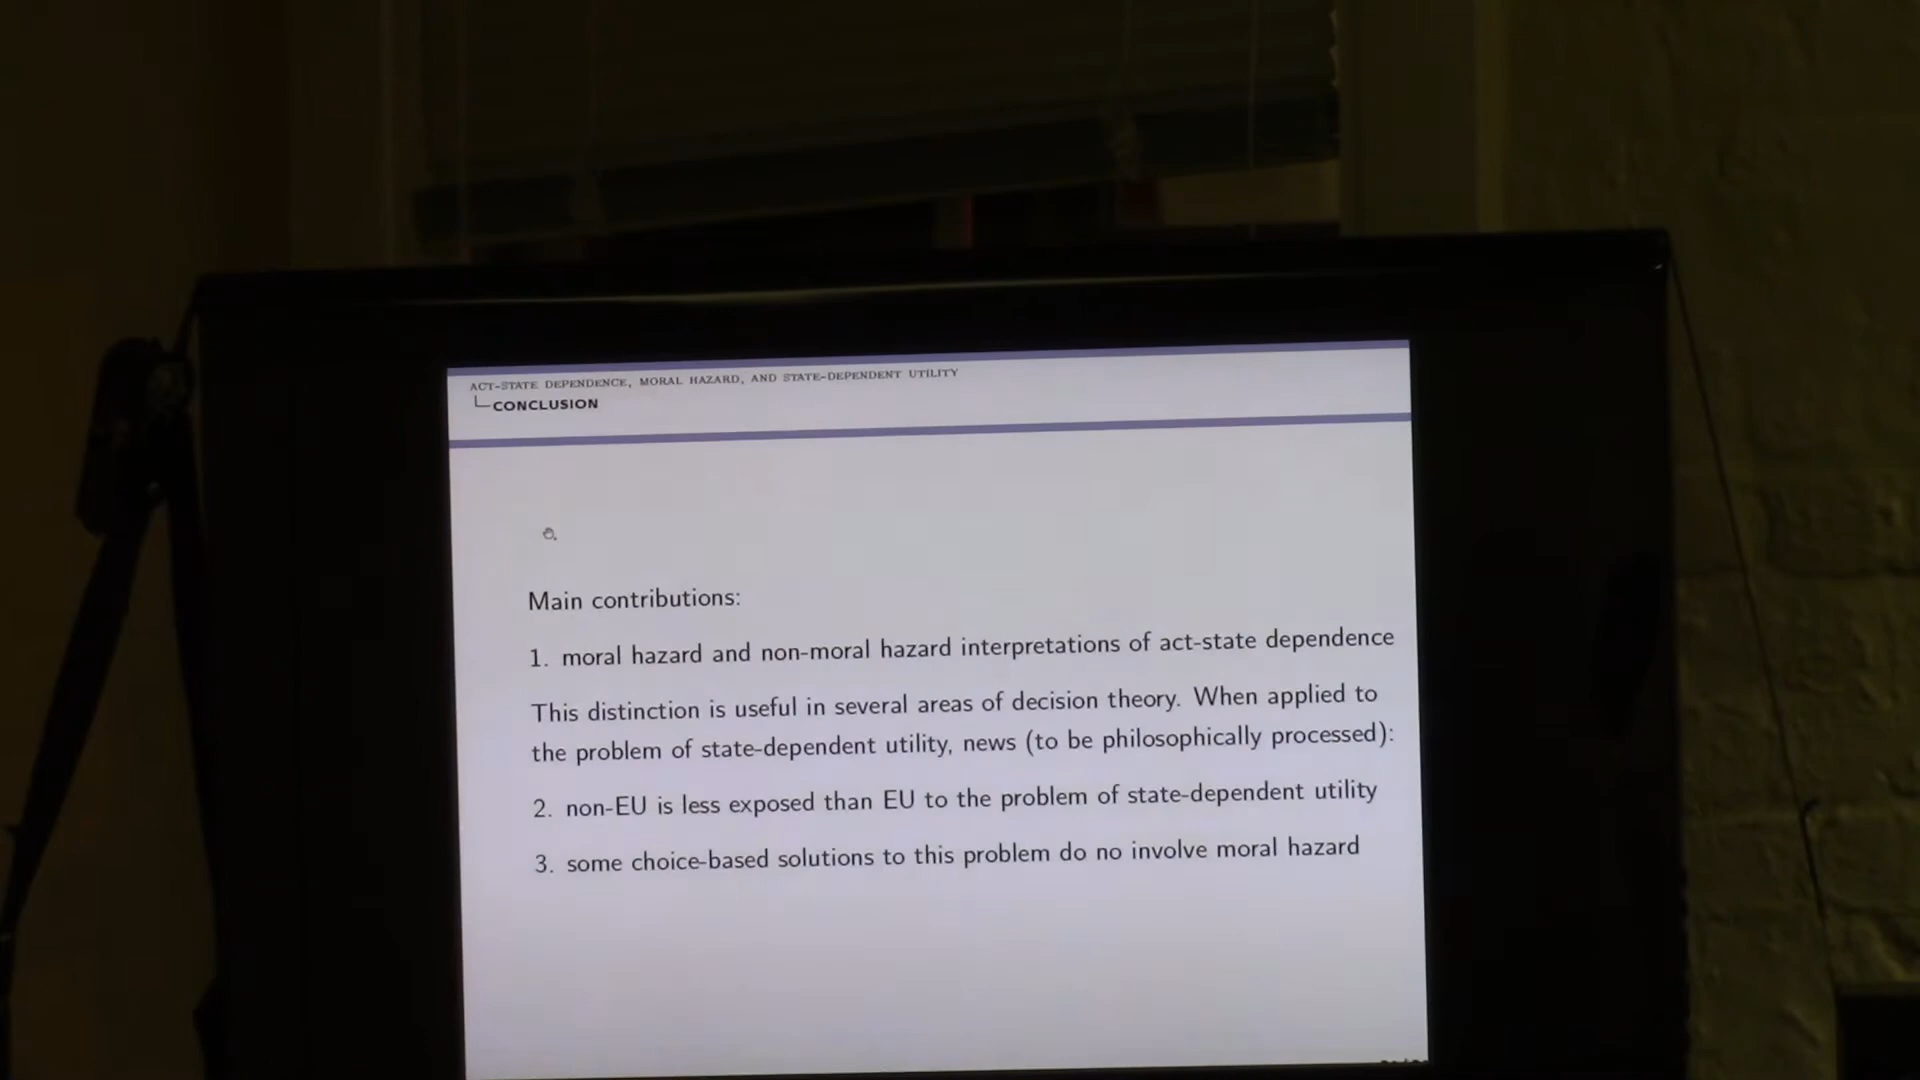 ACT-STATE DEPENDENCE, MORAL HAZARD, AND STATE-DEPENDENT UTILITY
CONCLUSION
Main contributions:
1. moral hazard and non-moral hazard interpretations of act-state dependence
This distinction is useful in several areas of decision theory. When applied to
the problem of state-dependent utility, news (to be philosophically processed):
2. non-EU is less exposed than EU to the problem of state-dependent utility
3. some choice-based solutions to this problem do no involve moral hazard